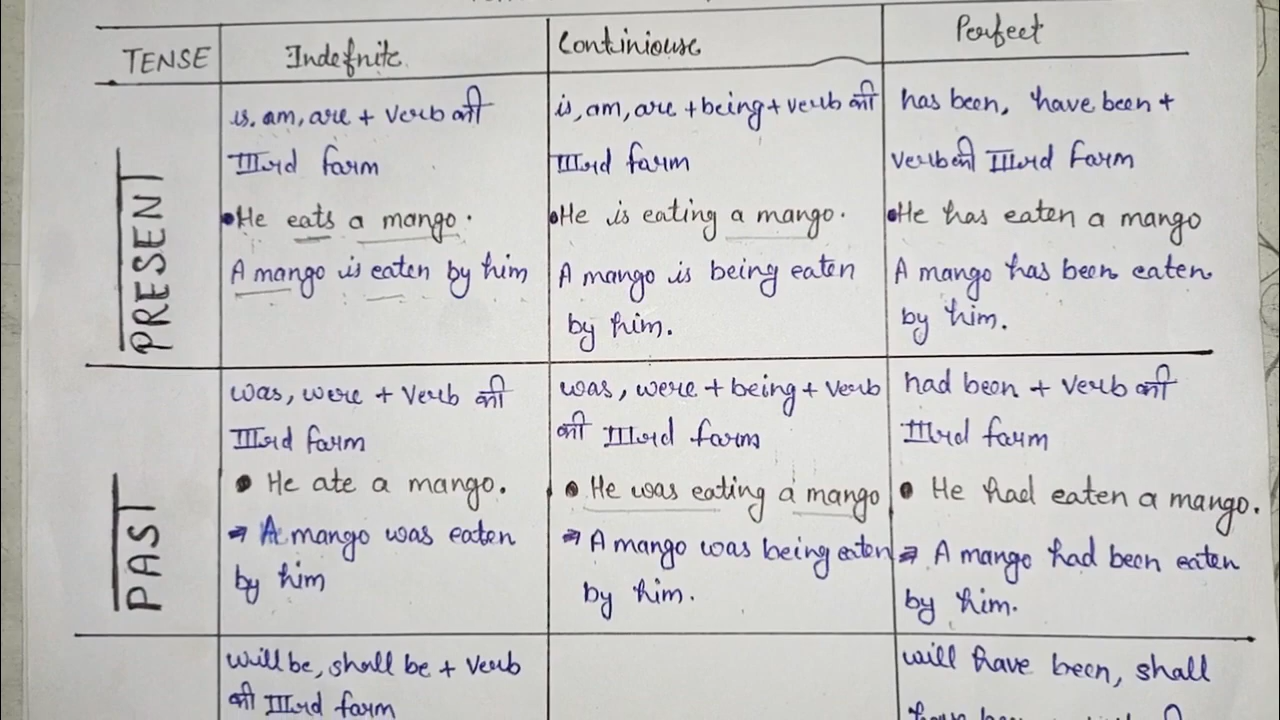 TENSE
Indefnite
Continiouse
Perfect
PRESENT
is, am, are + verb की
IIIrd farm
•He eats a mango.
A mango is eaten by him
is, am, are + being + verb की
IIIrd farm
•He is eating a mango.
A mango is being eaten
by him.
has been, have been +
verb की IIIrd farm
•He has eaten a mango
A mango has been eaten
by him.
PAST
was, were + verb की
IIIrd farm
• He ate a mango.
→ A mango was eaten
by him
was, were + being + verb
की IIIrd farm
• He was eating a mango
→ A mango was being eaten
by him.
had been + verb की
IIIrd farm
• He had eaten a mango.
→ A mango had been eaten
by him.
will be, shall be + verb
की IIIrd farm
will have been, shall